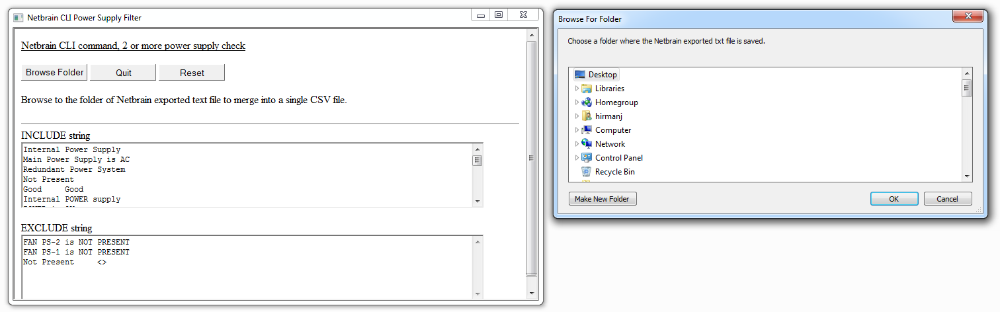 Netbrain CLI Power Supply Filter
Netbrain CLI command, 2 or more power supply check
Browse Folder
Quit
Reset
Browse to the folder of Netbrain exported text file to merge into a single CSV file.
INCLUDE string
Internal Power Supply
Main Power Supply is AC
Redundant Power System
Not Present
Good     Good
Internal POWER supply
EXCLUDE string
FAN PS-2 is NOT PRESENT
FAN PS-1 is NOT PRESENT
Not Present     <>
Browse For Folder
Choose a folder where the Netbrain exported txt file is saved.
Desktop
Libraries
Homegroup
hirmanj
Computer
Network
Control Panel
Recycle Bin
Make New Folder
OK
Cancel